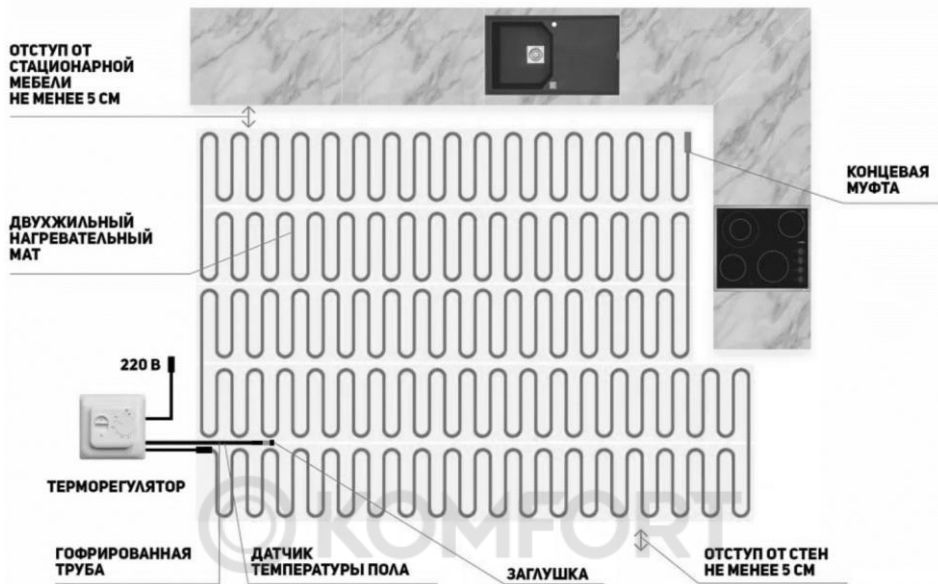 ОТСТУП ОТ
СТАЦИОНАРНОЙ
МЕБЕЛИ
НЕ МЕНЕЕ 5 СМ
КОНЦЕВАЯ
МУФТА
ДВУХЖИЛЬНЫЙ
НАГРЕВАТЕЛЬНЫЙ
МАТ
220 В
ТЕРМОРЕГУЛЯТОР
KOMFORT
ГОФРИРОВАННАЯ
ТРУБА
ДАТЧИК
ТЕМПЕРАТУРЫ ПОЛА
ЗАГЛУШКА
ОТСТУП ОТ СТЕН
НЕ МЕНЕЕ 5 СМ